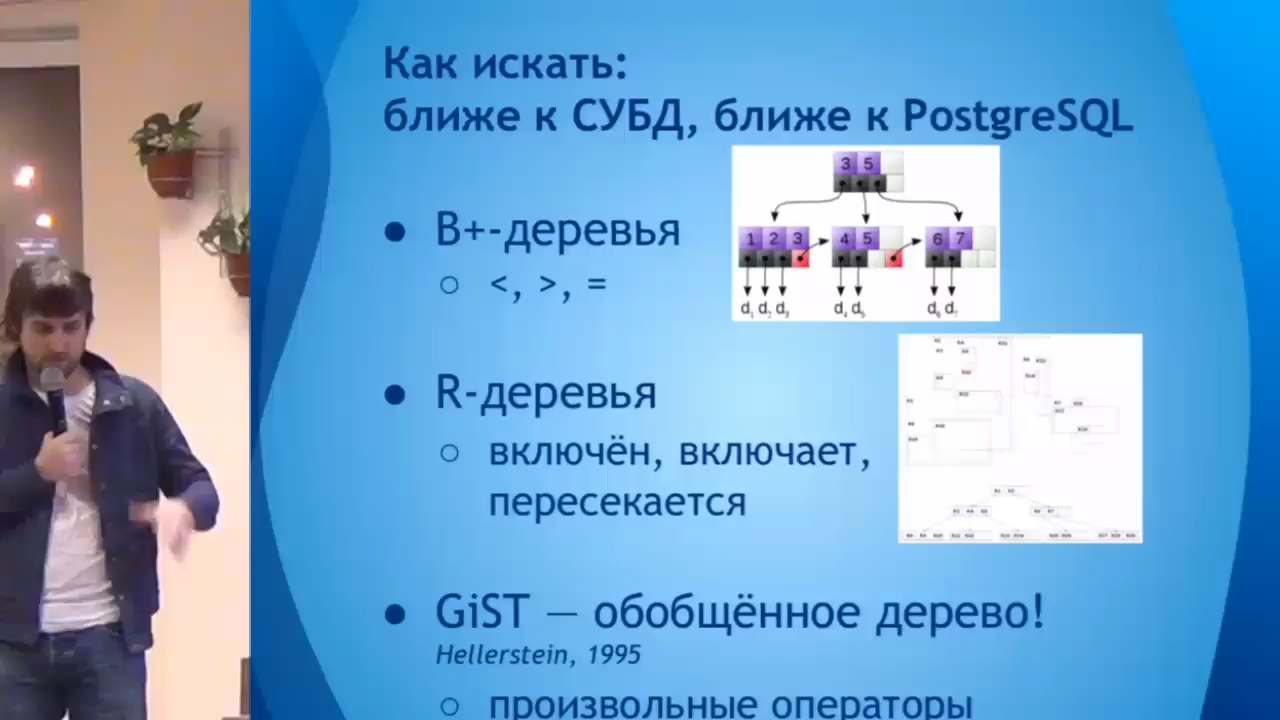 Как искать:
ближе к СУБД, ближе к PostgreSQL
● B+-деревья
○ <, >, =
3 5
1 2 3 4 5 6 7
d1 d2 d3 d4 d5 d6 d7
● R-деревья
○ включён, включает,
пересекается
● GiST — обобщённое дерево!
Hellerstein, 1995
○ произвольные операторы